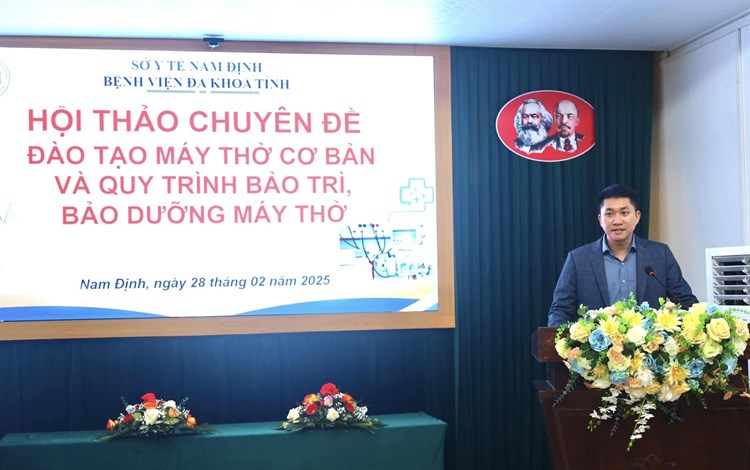 SỞ Y TẾ NAM ĐỊNH
BỆNH VIỆN ĐA KHOA TỈNH
HỘI THẢO CHUYÊN ĐỀ
ĐÀO TẠO MÁY THỞ CƠ BẢN
VÀ QUY TRÌNH BẢO TRÌ,
BẢO DƯỠNG MÁY THỞ
Nam Định, ngày 28 tháng 02 năm 2025